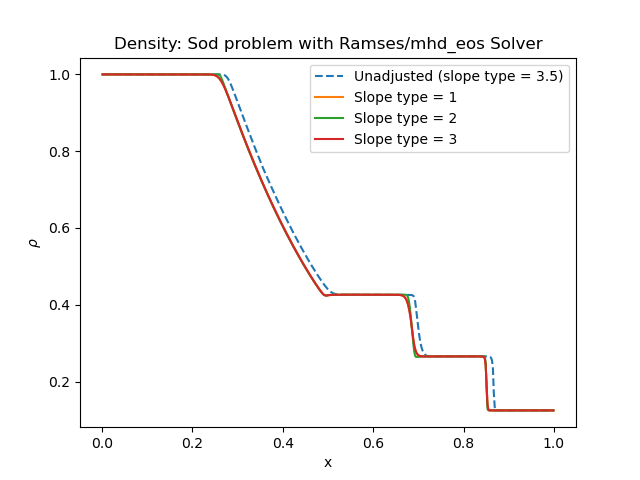 Density: Sod problem with Ramses/mhd_eos Solver
Unadjusted (slope type = 3.5)
Slope type = 1
Slope type = 2
Slope type = 3
ρ
1.0
0.8
0.6
0.4
0.2
0.0
0.2
0.4
0.6
0.8
1.0
x